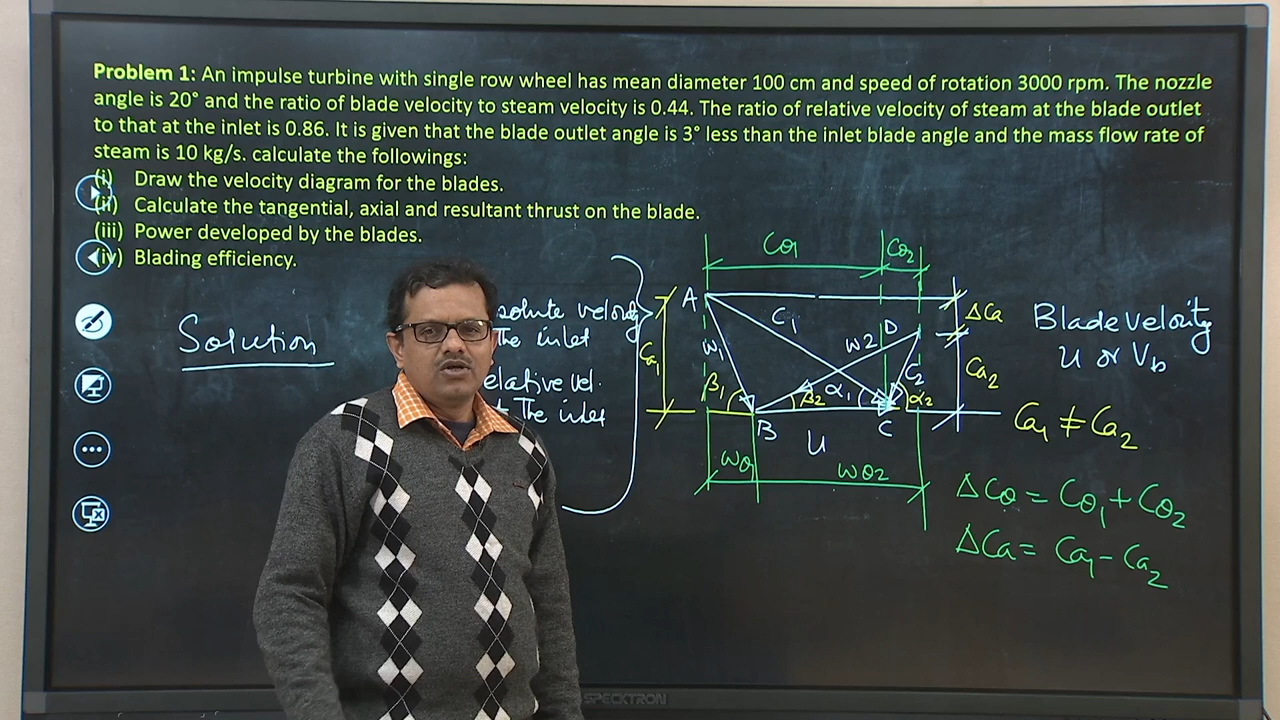 Problem 1: An impulse turbine with single row wheel has mean diameter 100 cm and speed of rotation 3000 rpm. The nozzle
angle is 20° and the ratio of blade velocity to steam velocity is 0.44. The ratio of relative velocity of steam at the blade outlet
to that at the inlet is 0.86. It is given that the blade outlet angle is 3° less than the inlet blade angle and the mass flow rate of
steam is 10 kg/s. calculate the followings:
(i) Draw the velocity diagram for the blades.
(ii) Calculate the tangential, axial and resultant thrust on the blade.
(iii) Power developed by the blades.
(iv) Blading efficiency.
Solution
solute velocity
The inlet
elative vel.
t The inlet
Cθ1 Cθ2
A
C1 D
ΔCa
Ca1 w1 w2 C2 Ca2
β1 β2 α1 α2
B U C
wθ1 wθ2
Blade velocity
U or Vb
Ca1 ≠ Ca2
ΔCθ = Cθ1 + Cθ2
ΔCa = Ca1 - Ca2
SPECKTRON